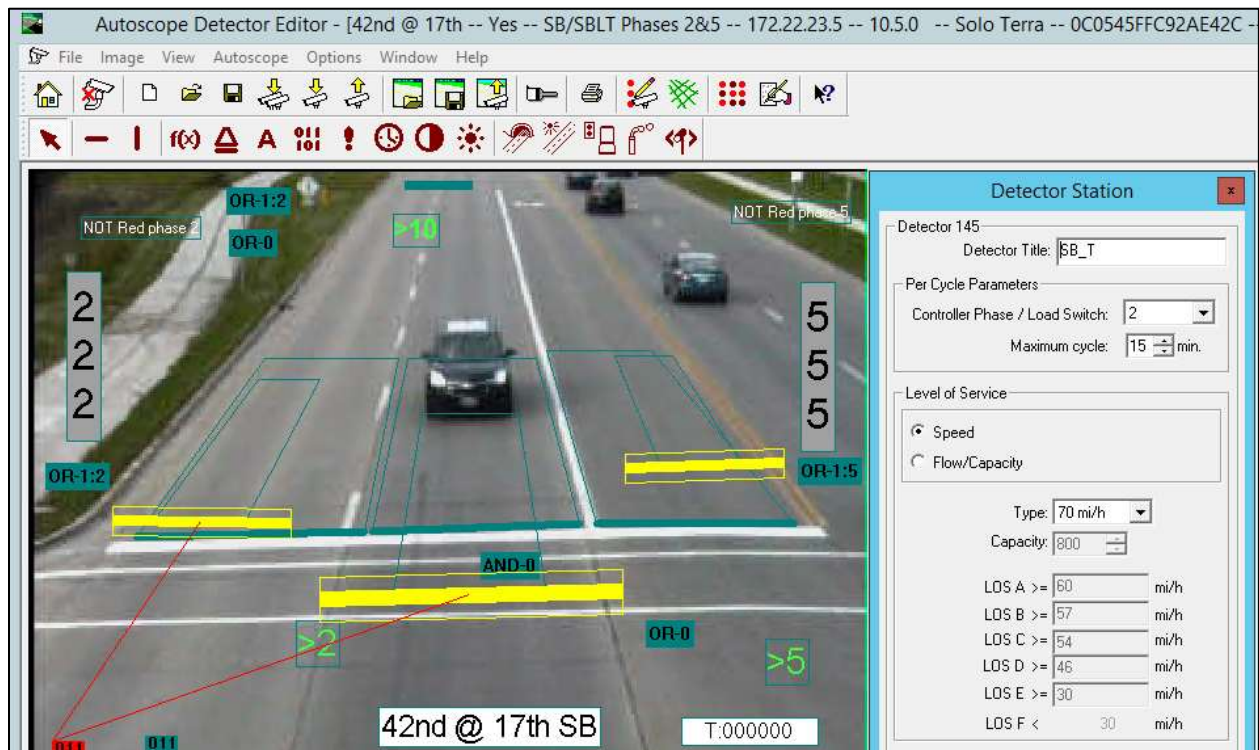 Autoscope Detector Editor - [42nd @ 17th -- Yes -- SB/SBLT Phases 2&5 -- 172.22.23.5 -- 10.5.0 -- Solo Terra -- 0C0545FFC92AE42C --
File Image View Autoscope Options Window Help
f(x) A
OR-1:2
NOT Red phase 2
OR-0
>10
NOT Red phase 5
2
2
2
5
5
5
OR-1:2
OR-1:5
AND-0
>2
OR-0
>5
42nd @ 17th SB
T:000000
011
011
Detector Station
Detector 145
Detector Title: SB_T
Per Cycle Parameters
Controller Phase / Load Switch: 2
Maximum cycle: 15 min.
Level of Service
Speed
Flow/Capacity
Type: 70 mi/h
Capacity: 800
LOS A >= 60 mi/h
LOS B >= 57 mi/h
LOS C >= 54 mi/h
LOS D >= 46 mi/h
LOS E >= 30 mi/h
LOS F < 30 mi/h